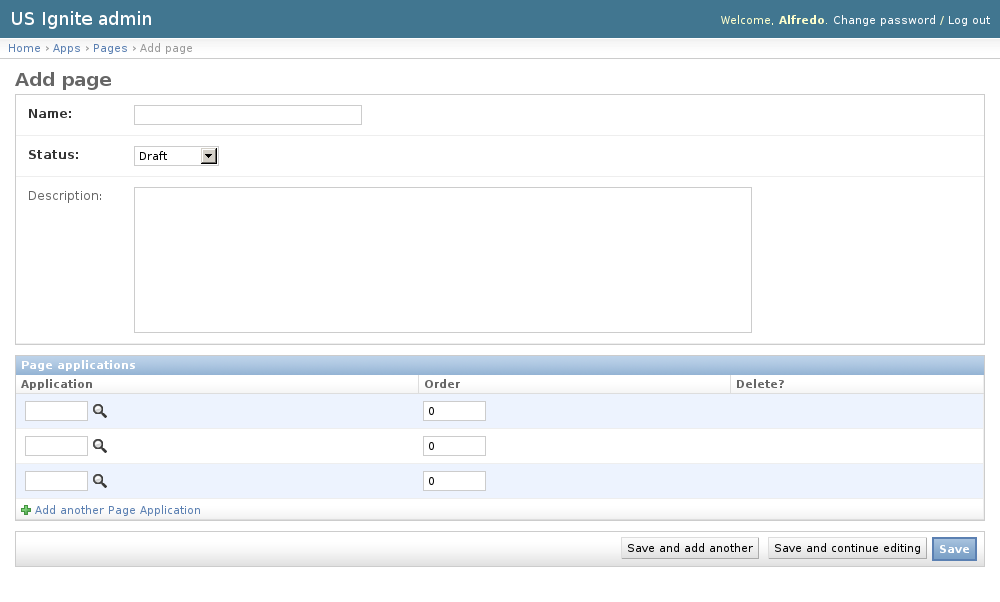 US Ignite admin
Welcome, Alfredo. Change password / Log out
Home › Apps › Pages › Add page
Add page
Name:
Status: Draft
Description:
Page applications
Application Order Delete?
0
0
0
Add another Page Application
Save and add another Save and continue editing Save